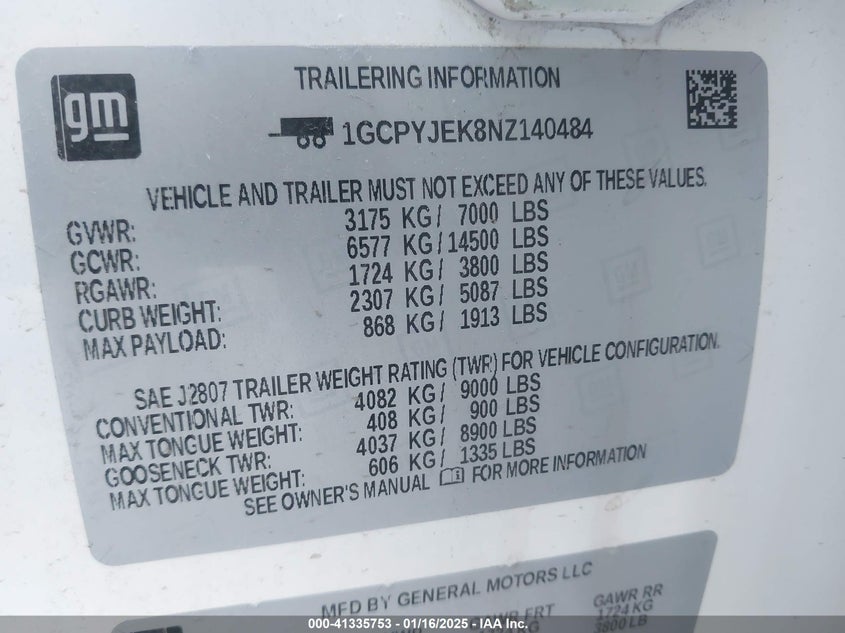 gm
TRAILERING INFORMATION
1GCPYJEK8NZ140484
VEHICLE AND TRAILER MUST NOT EXCEED ANY OF THESE VALUES.
GVWR: 3175 KG/ 7000 LBS
GCWR: 6577 KG/14500 LBS
RGAWR: 1724 KG/ 3800 LBS
CURB WEIGHT: 2307 KG/ 5087 LBS
MAX PAYLOAD: 868 KG/ 1913 LBS
SAE J2807 TRAILER WEIGHT RATING (TWR) FOR VEHICLE CONFIGURATION.
CONVENTIONAL TWR: 4082 KG/ 9000 LBS
MAX TONGUE WEIGHT: 408 KG/ 900 LBS
GOOSENECK TWR: 4037 KG/ 8900 LBS
MAX TONGUE WEIGHT: 606 KG/ 1335 LBS
SEE OWNER'S MANUAL FOR MORE INFORMATION
MFD BY GENERAL MOTORS LLC
FRT GAWR RR
1724 KG
3800 LB
000-41335753 - 01/16/2025 - IAA Inc.